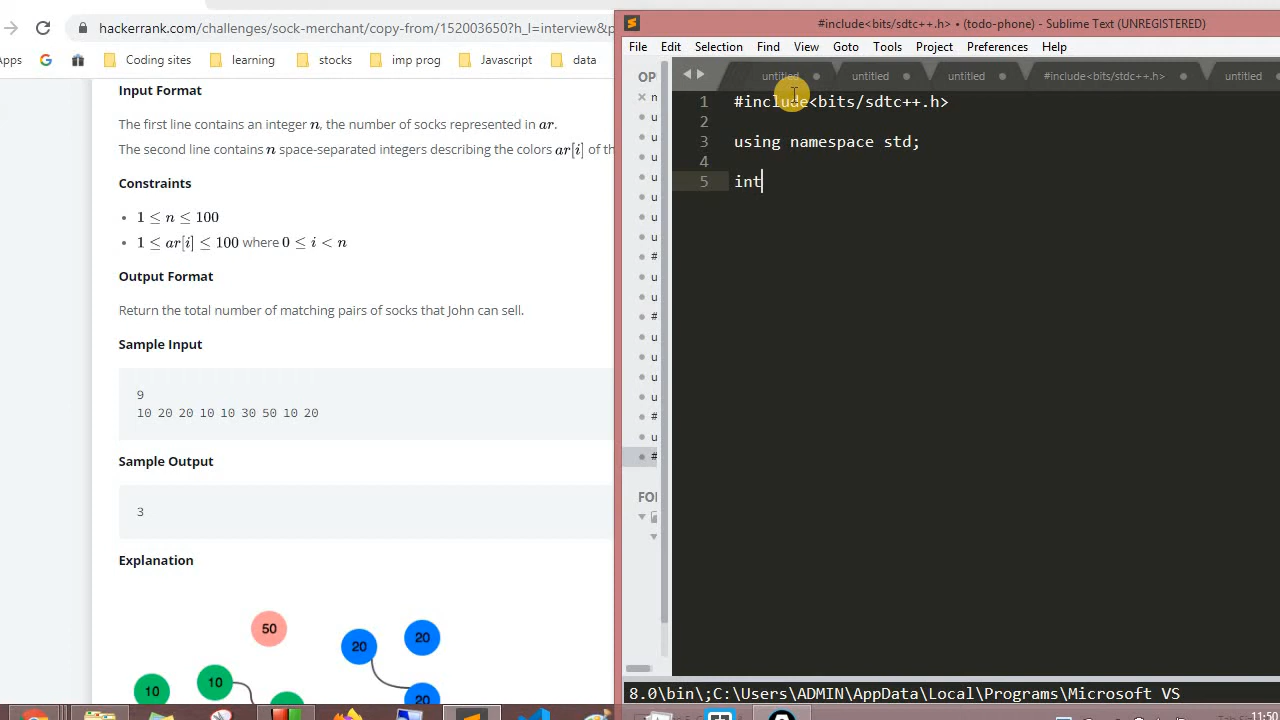 hackerrank.com/challenges/sock-merchant/copy-from/152003650?h_l=interview&p
Apps
Coding sites
learning
stocks
imp prog
Javascript
data
Input Format
The first line contains an integer n, the number of socks represented in ar.
The second line contains n space-separated integers describing the colors ar[i] of th
Constraints
• 1 ≤ n ≤ 100
• 1 ≤ ar[i] ≤ 100 where 0 ≤ i < n
Output Format
Return the total number of matching pairs of socks that John can sell.
Sample Input
9
10 20 20 10 10 30 50 10 20
Sample Output
3
Explanation
50
20
20
10
10
20
#include<bits/sdtc++.h> • (todo-phone) - Sublime Text (UNREGISTERED)
File Edit Selection Find View Goto Tools Project Preferences Help
OP
untitled
untitled
untitled
#include<bits/stdc++.h>
untitled
n
u
u
u
u
u
u
u
#
u
u
#
u
u
u
u
#
u
#
FO
1 #include<bits/sdtc++.h>
2
3 using namespace std;
4
5 int
8.0\bin\;C:\Users\ADMIN\AppData\Local\Programs\Microsoft VS
11:50